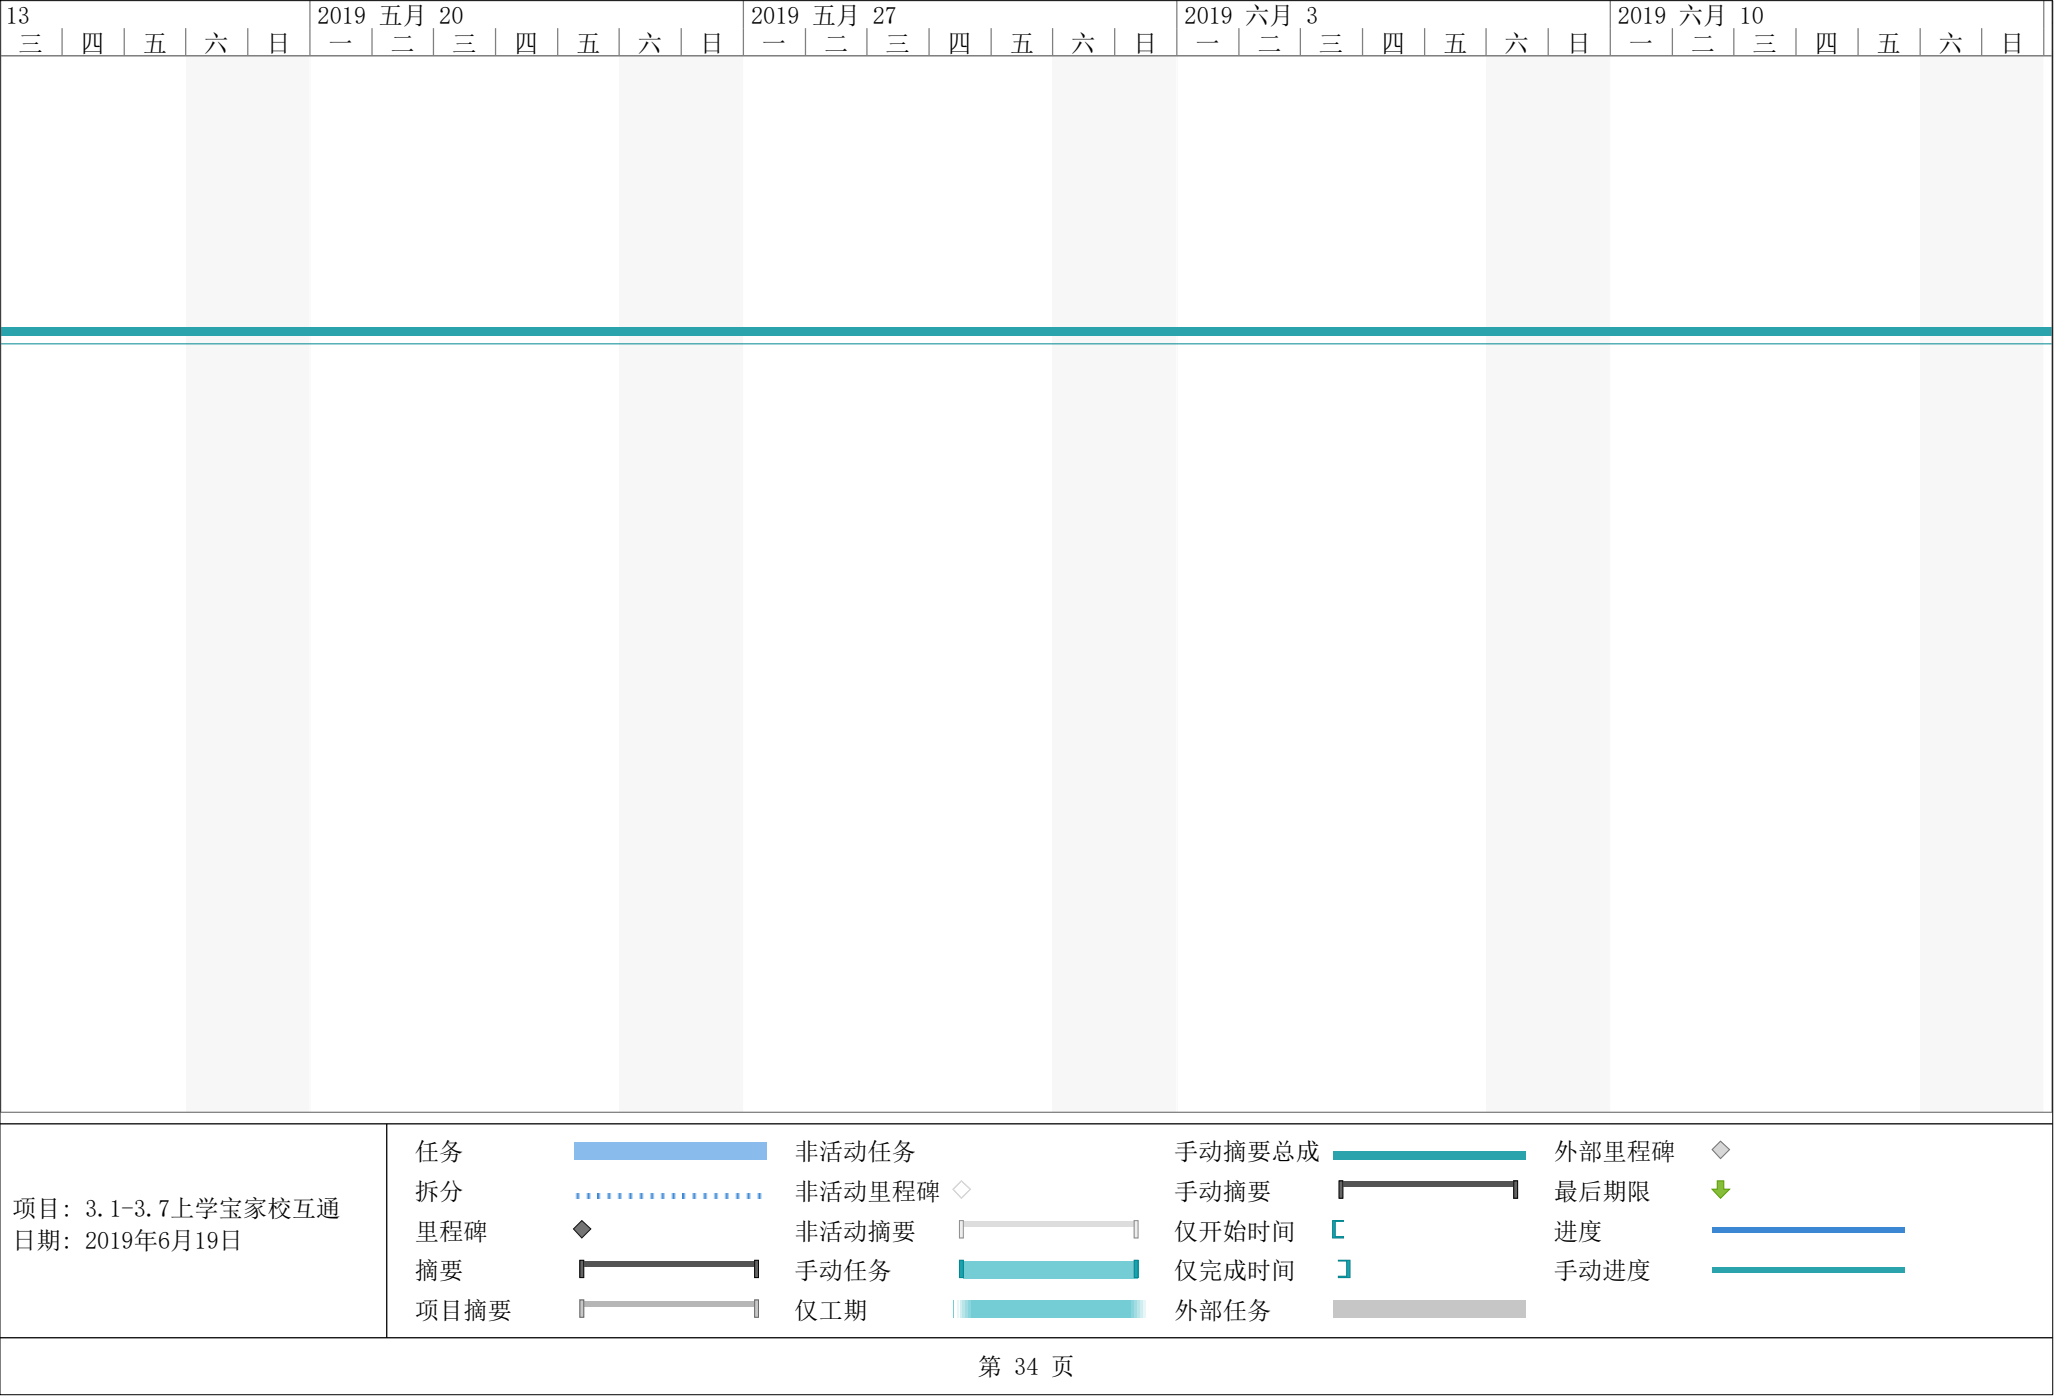 13 2019 五月 20 2019 五月 27 2019 六月 3 2019 六月 10
三 四 五 六 日 一 二 三 四 五 六 日 一 二 三 四 五 六 日 一 二 三 四 五 六 日 一 二 三 四 五 六 日
项目: 3.1-3.7上学宝家校互通
日期: 2019年6月19日
任务 非活动任务 手动摘要总成 外部里程碑
拆分 非活动里程碑 手动摘要 最后期限
里程碑 非活动摘要 仅开始时间 进度
摘要 手动任务 仅完成时间 手动进度
项目摘要 仅工期 外部任务
第 34 页